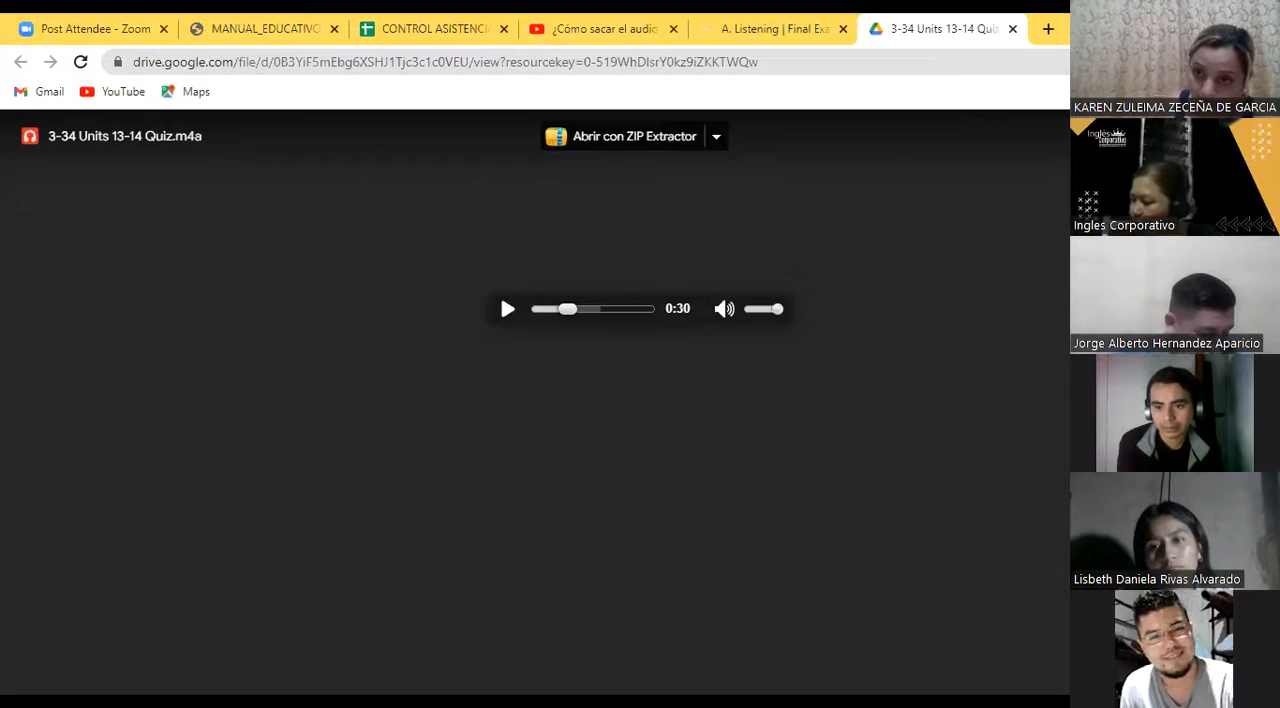 Post Attendee - Zoom
MANUAL_EDUCATIVO
CONTROL ASISTENCIA
¿Cómo sacar el audio
A. Listening | Final Exa
3-34 Units 13-14 Quiz.
drive.google.com/file/d/0B3YiF5mEbg6XSHJ1Tjc3c1c0VEU/view?resourcekey=0-519WhDlsrY0kz9iZKKTWQw
Gmail
YouTube
Maps
3-34 Units 13-14 Quiz.m4a
Abrir con ZIP Extractor
0:30
KAREN ZULEIMA ZECEÑA DE GARCIA
Inglés
Corporativo
Ingles Corporativo
Jorge Alberto Hernandez Aparicio
Lisbeth Daniela Rivas Alvarado